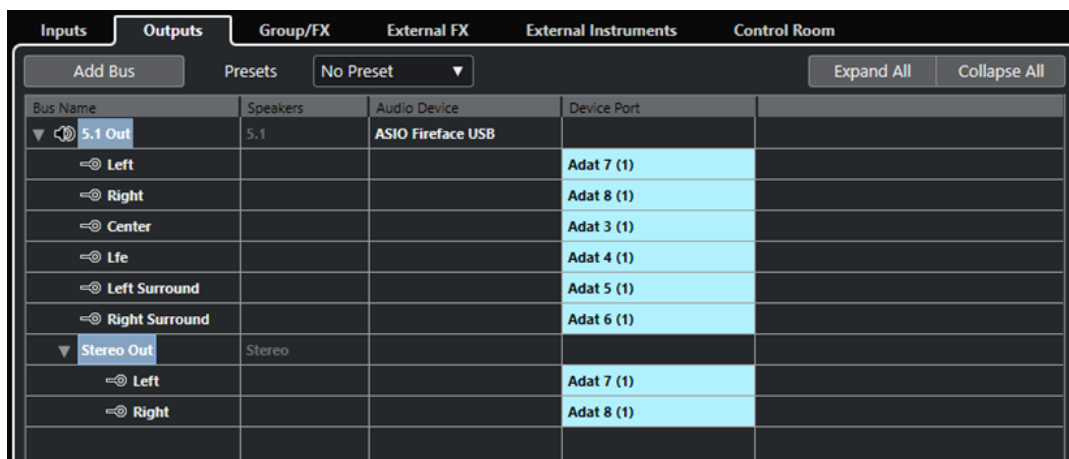 Inputs Outputs Group/FX External FX External Instruments Control Room
Add Bus Presets No Preset Expand All Collapse All
Bus Name Speakers Audio Device Device Port
5.1 Out 5.1 ASIO Fireface USB
Left Adat 7 (1)
Right Adat 8 (1)
Center Adat 3 (1)
Lfe Adat 4 (1)
Left Surround Adat 5 (1)
Right Surround Adat 6 (1)
Stereo Out Stereo
Left Adat 7 (1)
Right Adat 8 (1)